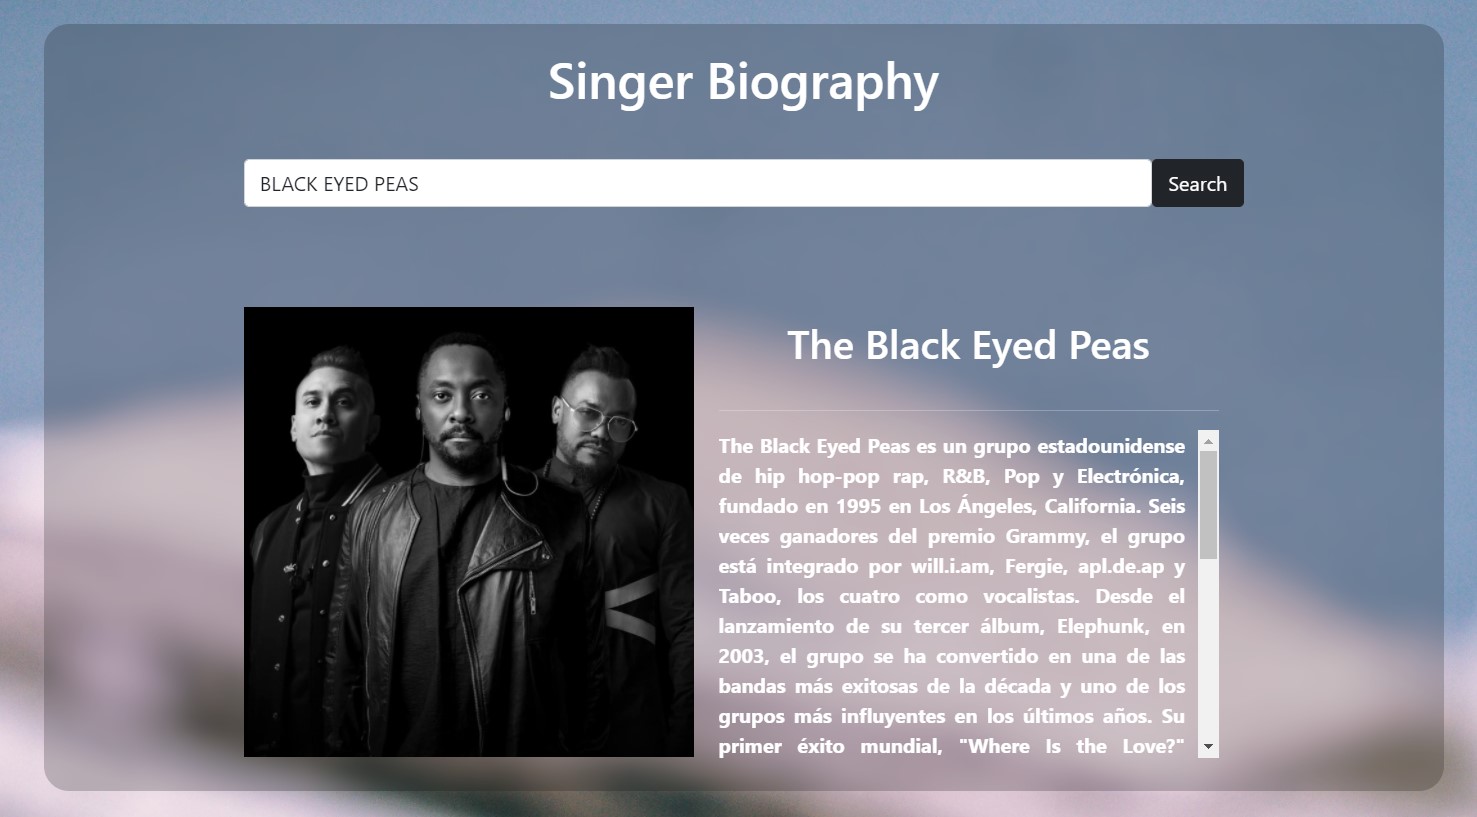 Singer Biography
BLACK EYED PEAS
Search
The Black Eyed Peas
The Black Eyed Peas es un grupo estadounidense
de hip hop-pop rap, R&B, Pop y Electrónica,
fundado en 1995 en Los Ángeles, California. Seis
veces ganadores del premio Grammy, el grupo
está integrado por will.i.am, Fergie, apl.de.ap y
Taboo, los cuatro como vocalistas. Desde el
lanzamiento de su tercer álbum, Elephunk, en
2003, el grupo se ha convertido en una de las
bandas más exitosas de la década y uno de los
grupos más influyentes en los últimos años. Su
primer éxito mundial, "Where Is the Love?"